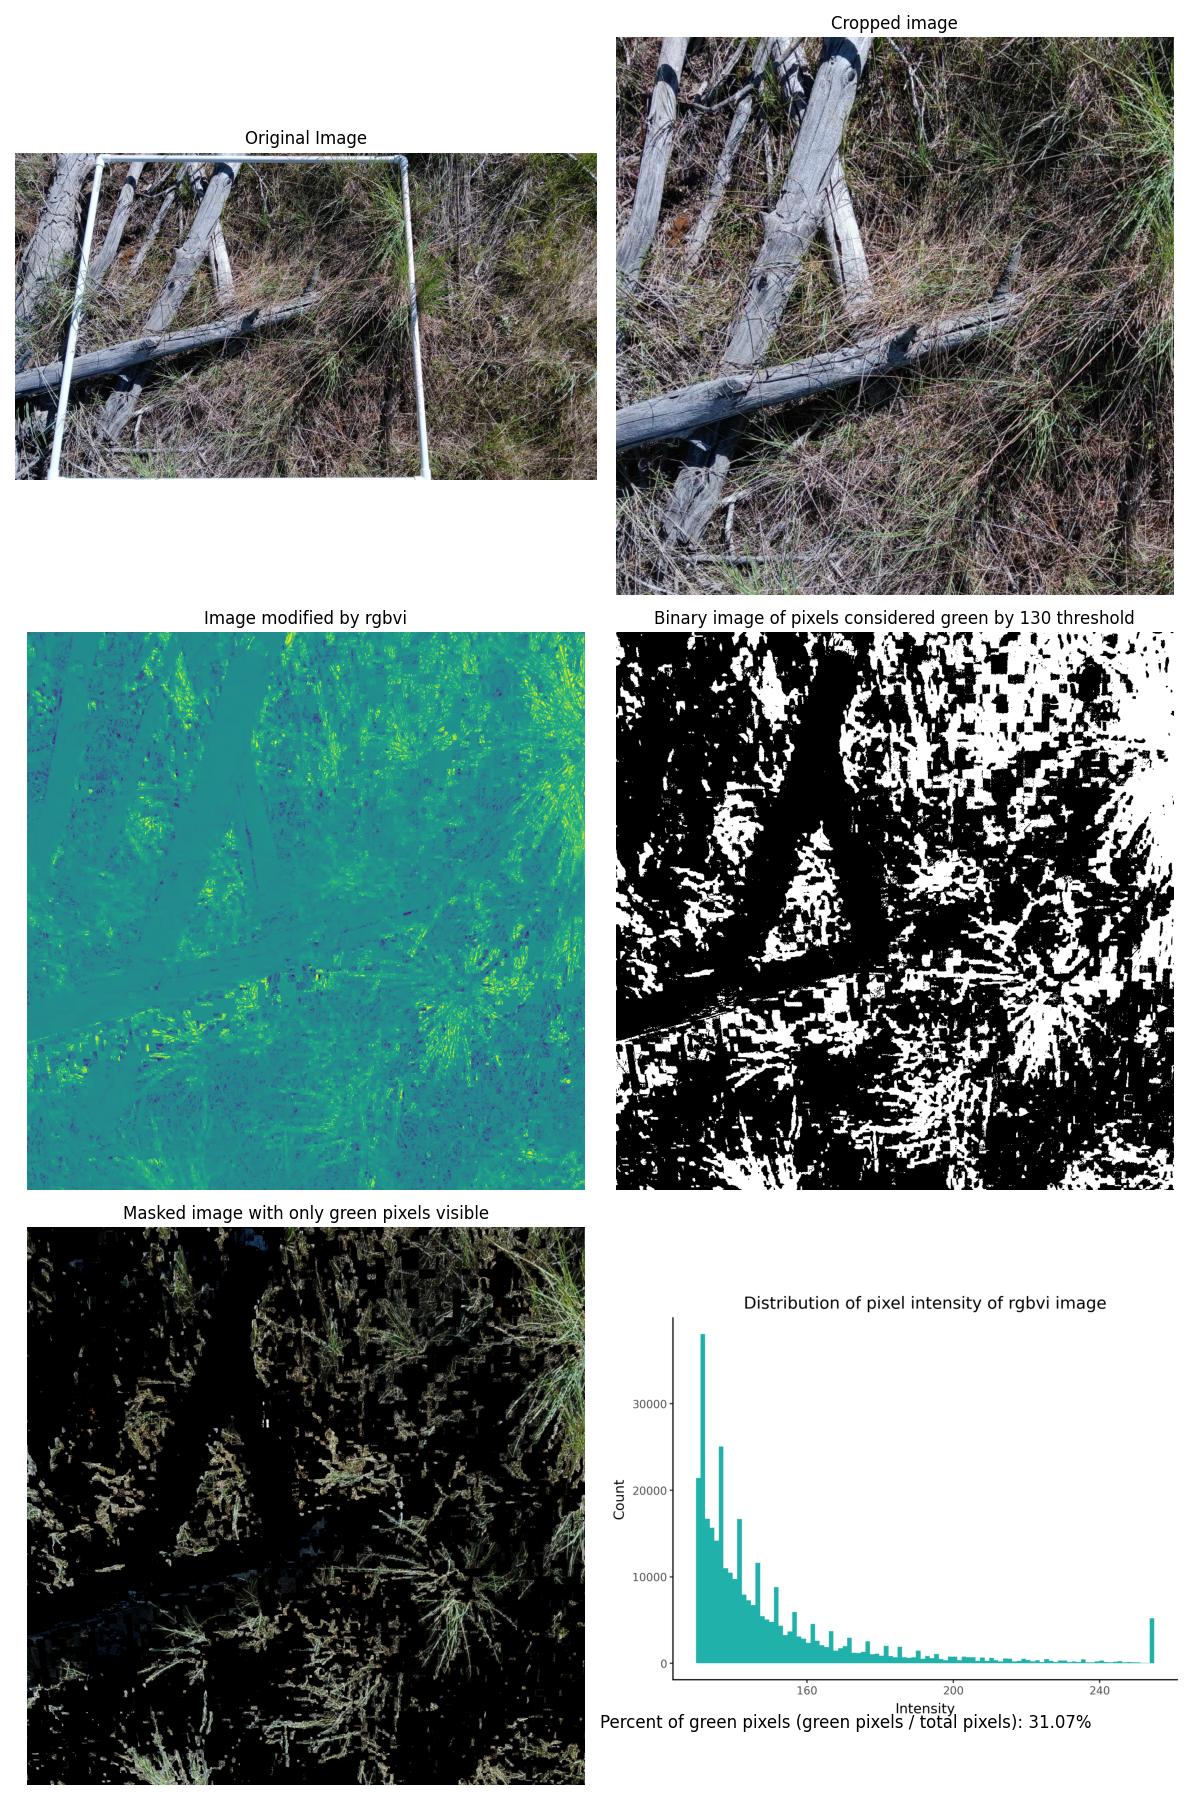 Original Image
Cropped image
Image modified by rgbvi
Binary image of pixels considered green by 130 threshold
Masked image with only green pixels visible
Distribution of pixel intensity of rgbvi image
Count
30000
20000
10000
0
160
200
240
Intensity
Percent of green pixels (green pixels / total pixels): 31.07%